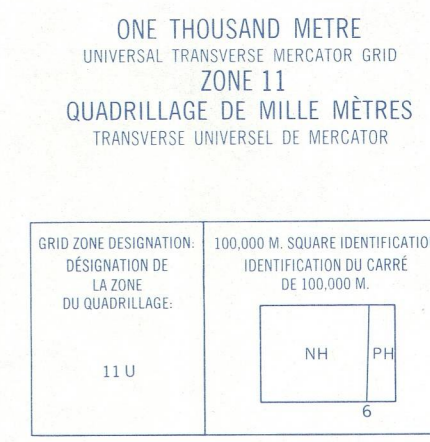 ONE THOUSAND METRE
UNIVERSAL TRANSVERSE MERCATOR GRID
ZONE 11
QUADRILLAGE DE MILLE MÈTRES
TRANSVERSE UNIVERSEL DE MERCATOR
GRID ZONE DESIGNATION:
DÉSIGNATION DE
LA ZONE
DU QUADRILLAGE:
11 U
100,000 M. SQUARE IDENTIFICATIO
IDENTIFICATION DU CARRÉ
DE 100,000 M.
NH PH
6